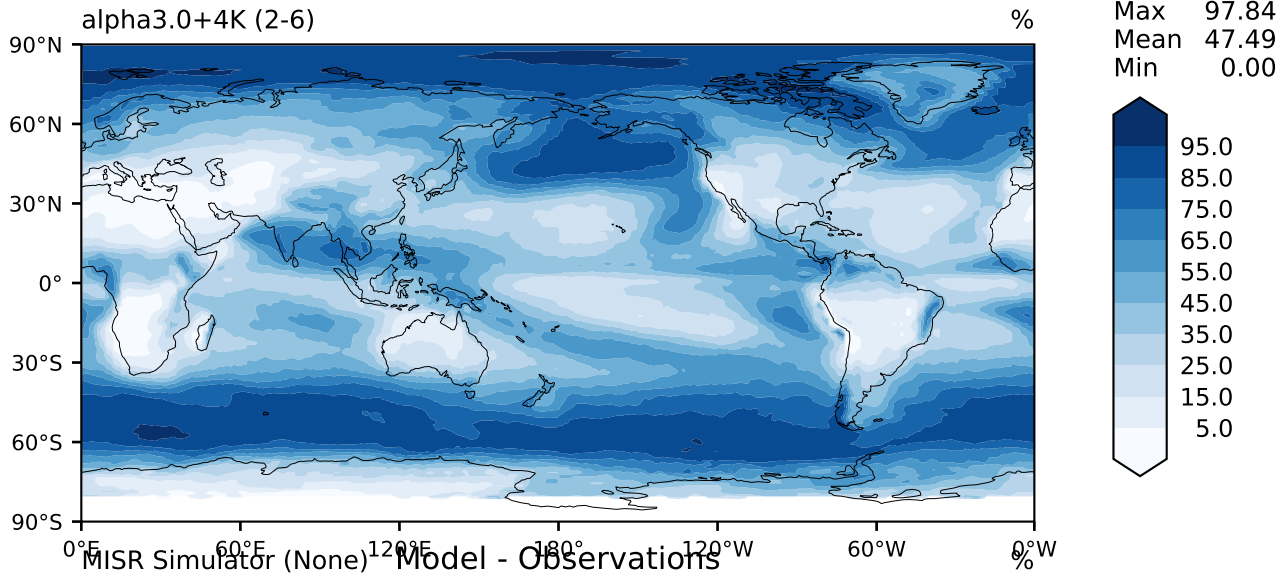 alpha3.0+4K (2-6) %
Max 97.84
Mean 47.49
Min 0.00
90°N
60°N
30°N
0°
30°S
60°S
90°S
95.0
85.0
75.0
65.0
55.0
45.0
35.0
25.0
15.0
5.0
0°E 60°E 120°E 180° 120°W 60°W 0°W
MISR Simulator (None) Model - Observations %